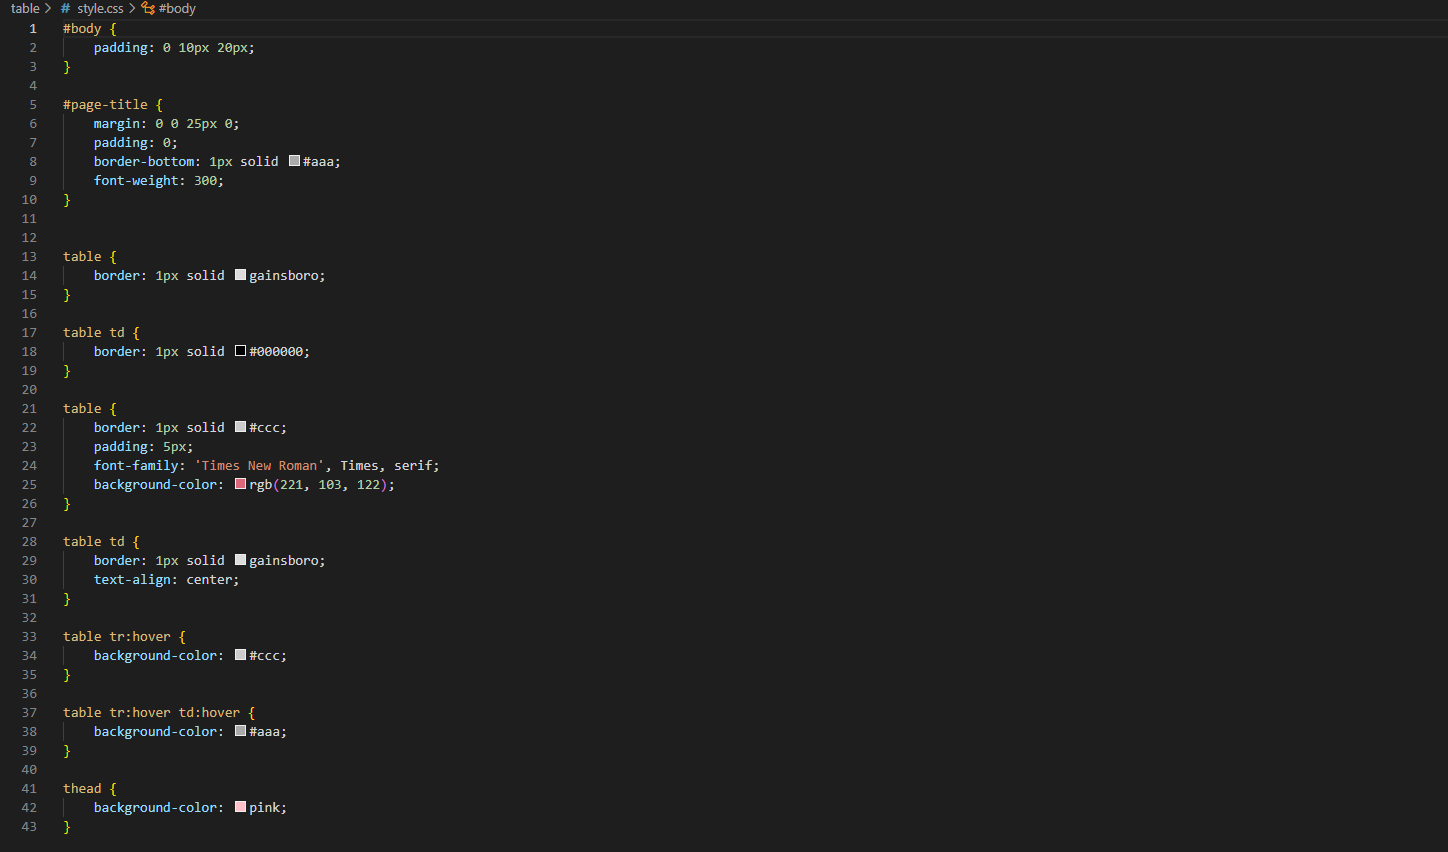 table > # style.css > #body
1 #body {
2 padding: 0 10px 20px;
3 }
4
5 #page-title {
6 margin: 0 0 25px 0;
7 padding: 0;
8 border-bottom: 1px solid #aaa;
9 font-weight: 300;
10 }
11
12
13 table {
14 border: 1px solid gainsboro;
15 }
16
17 table td {
18 border: 1px solid #000000;
19 }
20
21 table {
22 border: 1px solid #ccc;
23 padding: 5px;
24 font-family: 'Times New Roman', Times, serif;
25 background-color: rgb(221, 103, 122);
26 }
27
28 table td {
29 border: 1px solid gainsboro;
30 text-align: center;
31 }
32
33 table tr:hover {
34 background-color: #ccc;
35 }
36
37 table tr:hover td:hover {
38 background-color: #aaa;
39 }
40
41 thead {
42 background-color: pink;
43 }